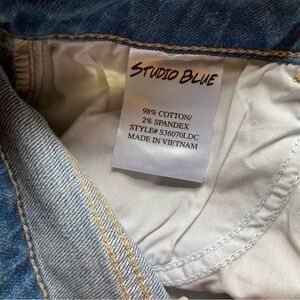 STUDIO BLUE
98% COTTON/
2% SPANDEX
STYLE# S36070LDC
MADE IN VIETNAM